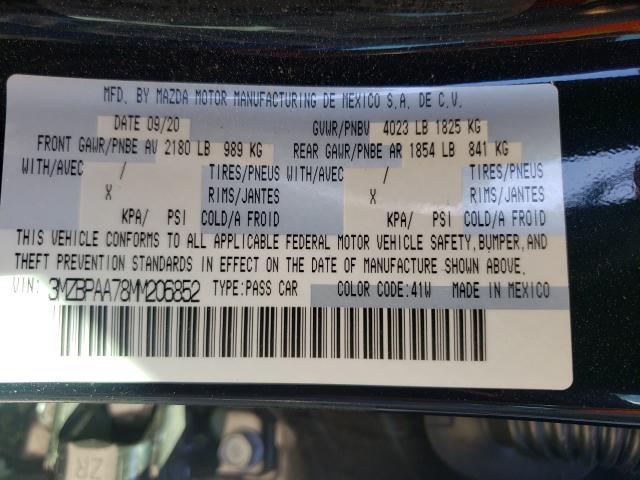 MFD. BY MAZDA MOTOR MANUFACTURING DE MEXICO S.A. DE C.V.
DATE 09/20 GVWR/PNBV 4023 LB 1825 KG
FRONT GAWR/PNBE AV 2180 LB 989 KG REAR GAWR/PNBE AR 1854 LB 841 KG
WITH/AVEC / TIRES/PNEUS WITH/AVEC / TIRES/PNEUS
X RIMS/JANTES X RIMS/JANTES
KPA/ PSI COLD/A FROID KPA/ PSI COLD/A FROID
THIS VEHICLE CONFORMS TO ALL APPLICABLE FEDERAL MOTOR VEHICLE SAFETY, BUMPER, AND
THEFT PREVENTION STANDARDS IN EFFECT ON THE DATE OF MANUFACTURE SHOWN ABOVE.
VIN: 3MZBPAA78MM206852 TYPE: PASS CAR COLOR CODE: 41W MADE IN MEXICO
ZR